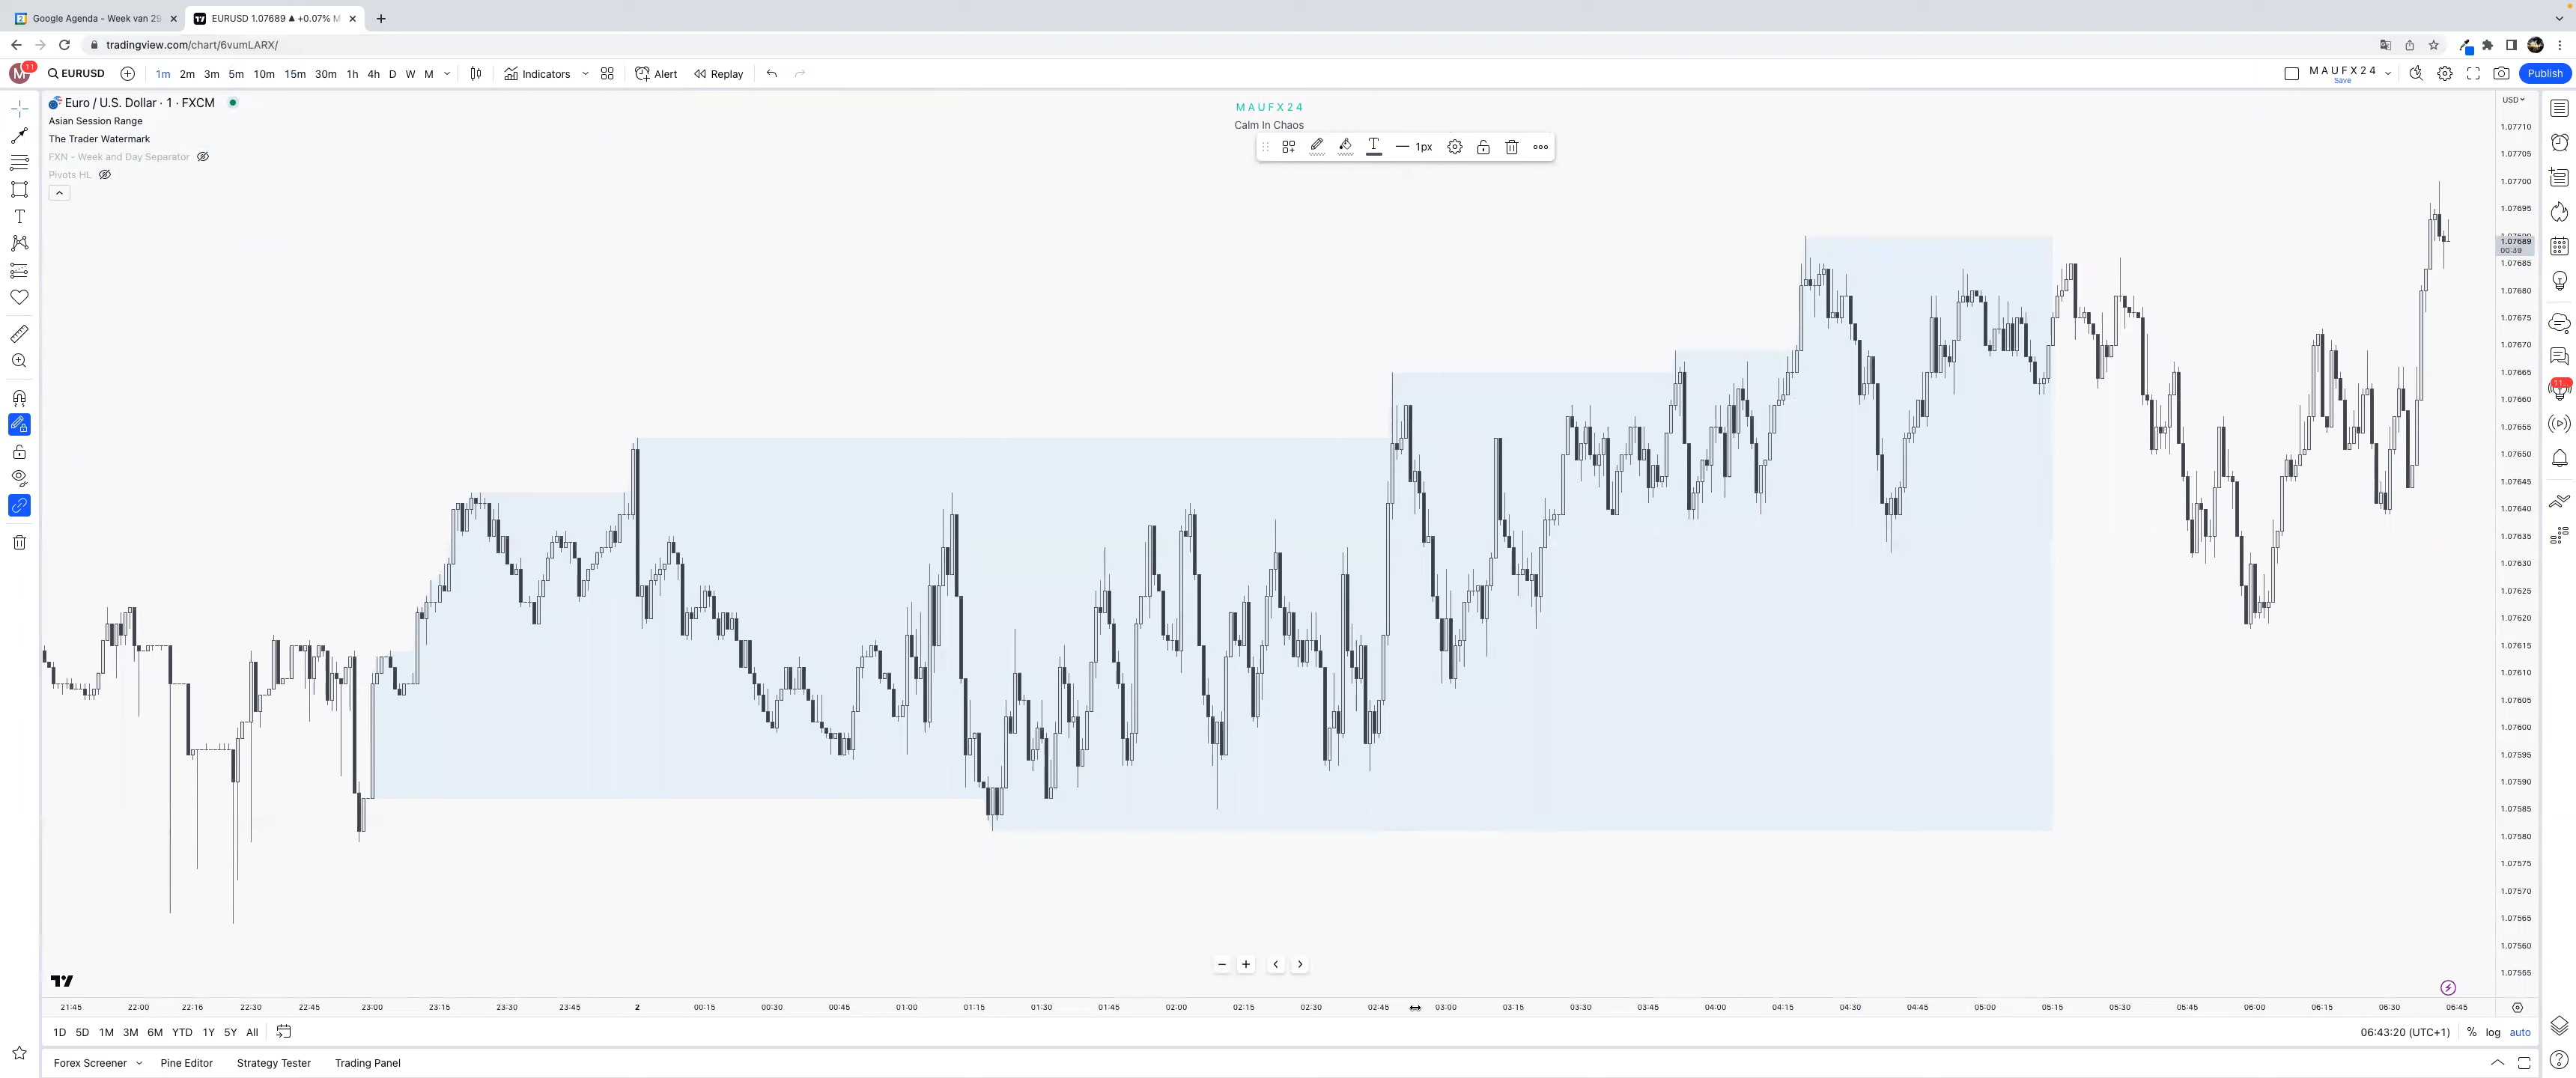 Google Agenda - Week van 29
EURUSD 1.07689 ▲ +0.07% M
tradingview.com/chart/6vumLARX/
M 11 EURUSD 1m 2m 3m 5m 10m 15m 30m 1h 4h D W M Indicators Alert Replay MAUFX24 Save Publish
Euro / U.S. Dollar · 1 · FXCM
Asian Session Range
The Trader Watermark
FXN - Week and Day Separator
Pivots HL
MAUFX24
Calm In Chaos
1px
USD
1.07710
1.07705
1.07700
1.07695
1.07689
00:39
1.07685
1.07680
1.07675
1.07670
1.07665
1.07660
1.07655
1.07650
1.07645
1.07640
1.07635
1.07630
1.07625
1.07620
1.07615
1.07610
1.07605
1.07600
1.07595
1.07590
1.07585
1.07580
1.07575
1.07570
1.07565
1.07560
1.07555
21:45 22:00 22:16 22:30 22:45 23:00 23:15 23:30 23:45 2 00:15 00:30 00:45 01:00 01:15 01:30 01:45 02:00 02:15 02:30 02:45 03:00 03:15 03:30 03:45 04:00 04:15 04:30 04:45 05:00 05:15 05:30 05:45 06:00 06:15 06:30 06:45
1D 5D 1M 3M 6M YTD 1Y 5Y All 06:43:20 (UTC+1) % log auto
Forex Screener Pine Editor Strategy Tester Trading Panel